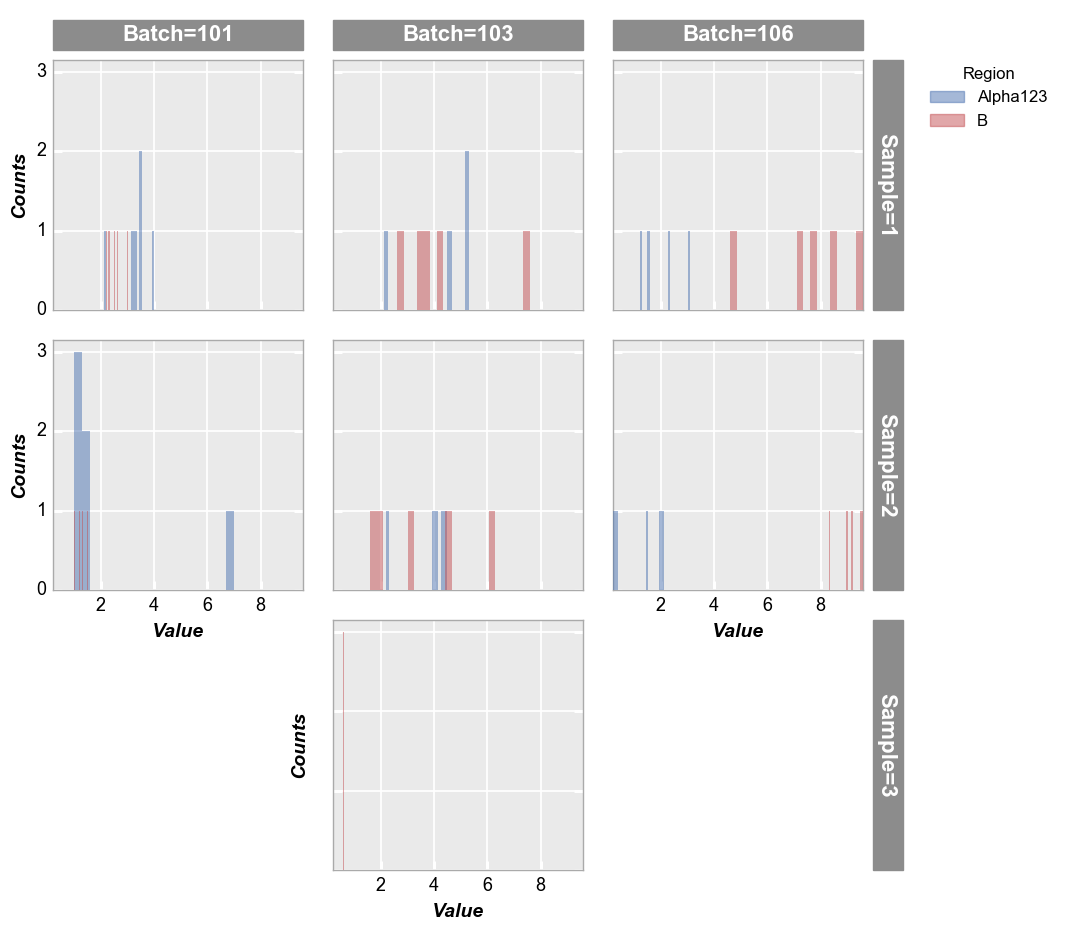 Batch=101
Batch=103
Batch=106
Region
Alpha123
B
3
2
1
0
Counts
Sample=1
3
2
1
0
Counts
Sample=2
2 4 6 8
Value
2 4 6 8
Value
Counts
Sample=3
2 4 6 8
Value